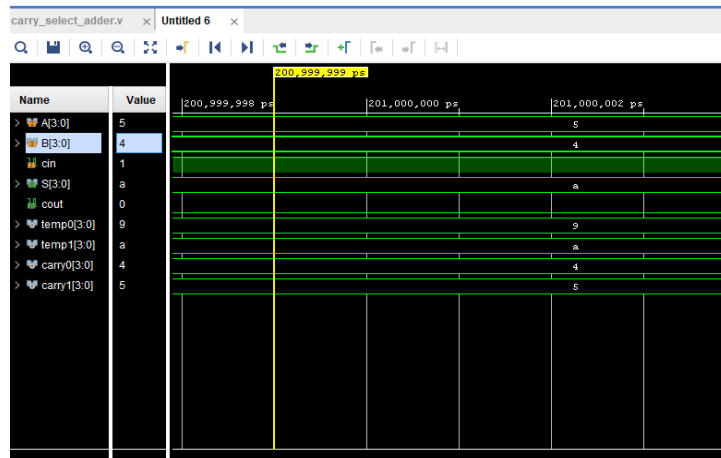 carry_select_adder.v × Untitled 6 ×
200,999,999 ps
Name Value
200,999,998 ps 201,000,000 ps 201,000,002 ps
A[3:0] 5 5
B[3:0] 4 4
cin 1
S[3:0] a a
cout 0
temp0[3:0] 9 9
temp1[3:0] a a
carry0[3:0] 4 4
carry1[3:0] 5 5